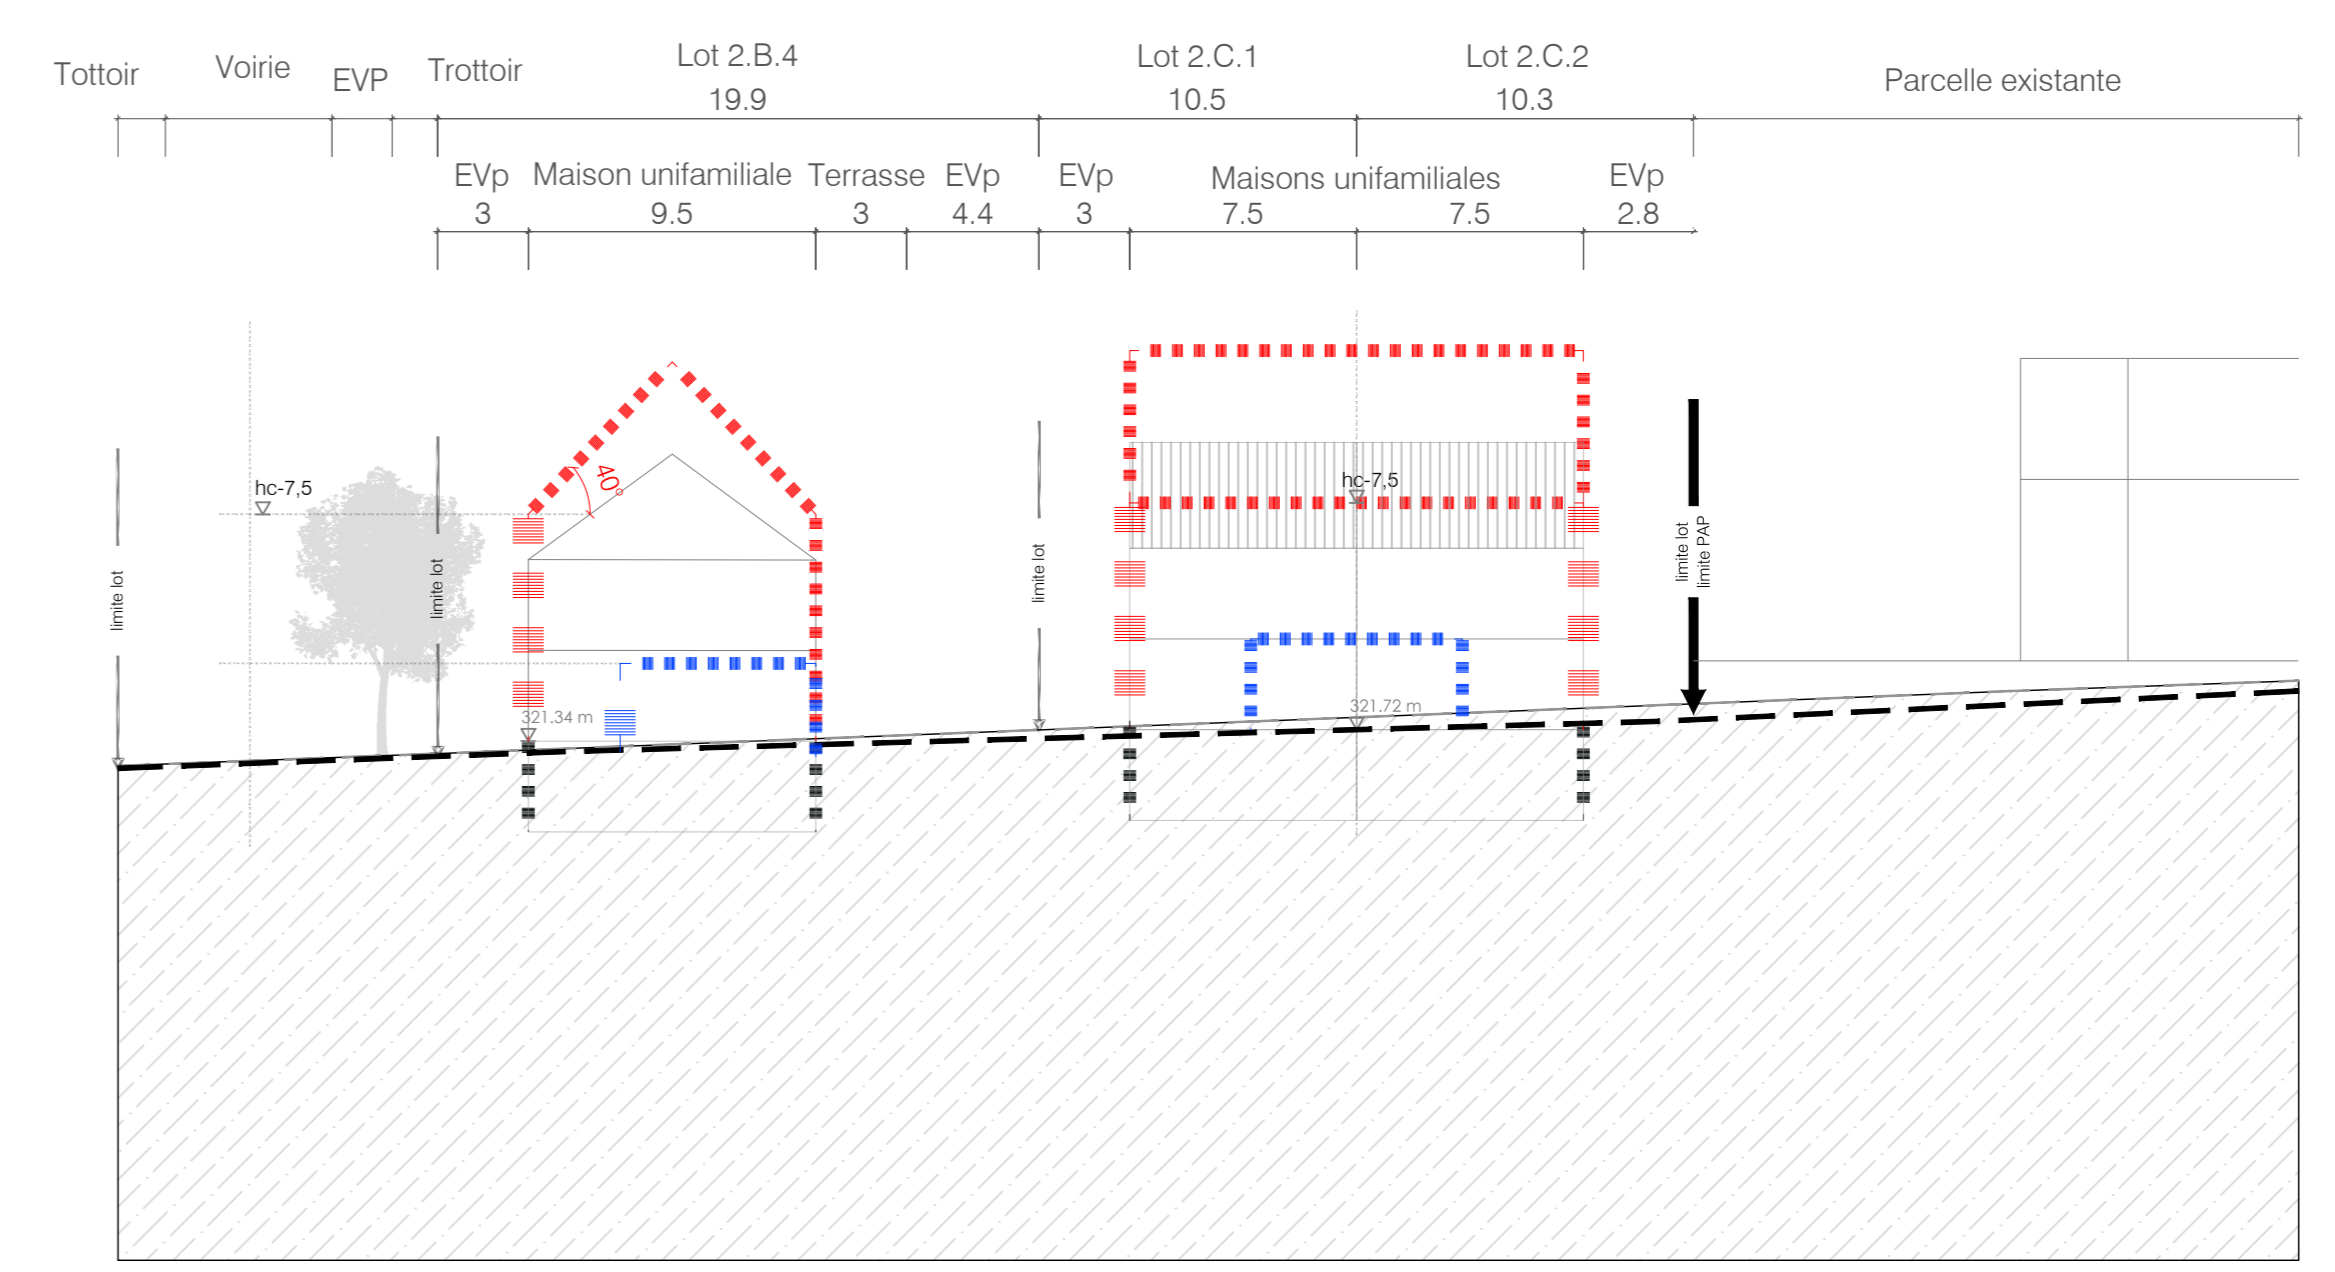 Tottoir
Voirie
EVP
Trottoir
Lot 2.B.4
19.9
Lot 2.C.1
10.5
Lot 2.C.2
10.3
Parcelle existante
EVp
3
Maison unifamiliale
9.5
Terrasse
3
EVp
4.4
EVp
3
Maisons unifamiliales
7.5
7.5
EVp
2.8
hc-7,5
40°
hc-7,5
limite lot
limite lot
limite lot
limite lot
limite PAP
321.34 m
321.72 m